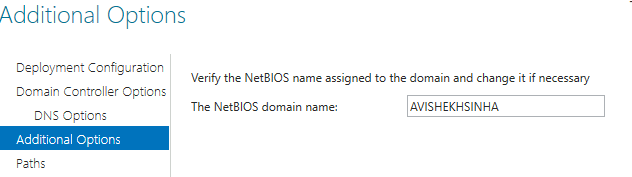 Additional Options
Deployment Configuration
Domain Controller Options
DNS Options
Additional Options
Paths
Verify the NetBIOS name assigned to the domain and change it if necessary
The NetBIOS domain name: AVISHEKHSINHA